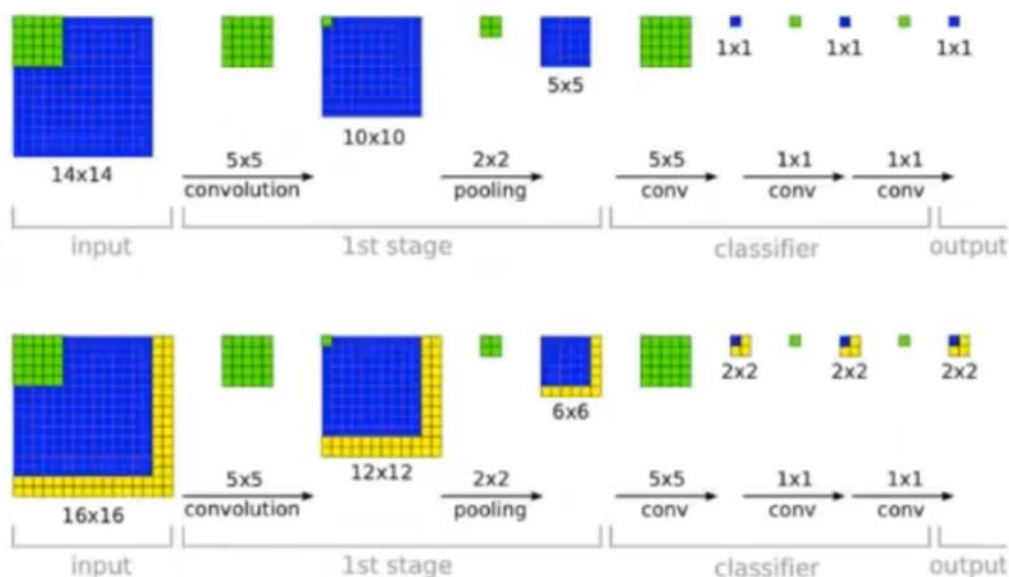 1x1 1x1 1x1
5x5
10x10
14x14
5x5 2x2 5x5 1x1 1x1
convolution pooling conv conv conv
input 1st stage classifier output
2x2 2x2 2x2
6x6
12x12
16x16
5x5 2x2 5x5 1x1 1x1
convolution pooling conv conv conv
input 1st stage classifier output